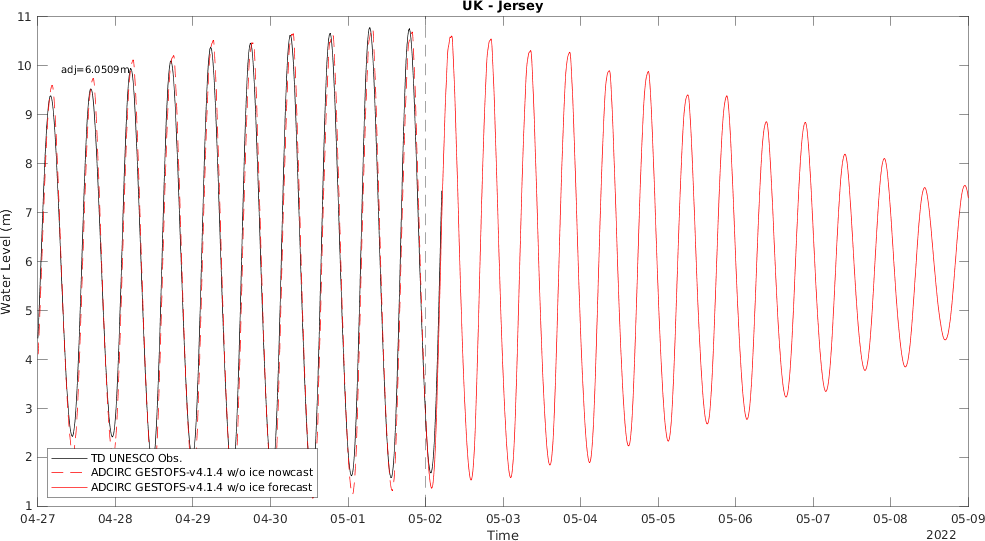 UK - Jersey
11
10
9
8
7
6
5
4
3
2
1
Water Level (m)
adj=6.0509m
TD UNESCO Obs.
ADCIRC GESTOFS-v4.1.4 w/o ice nowcast
ADCIRC GESTOFS-v4.1.4 w/o ice forecast
04-27 04-28 04-29 04-30 05-01 05-02 05-03 05-04 05-05 05-06 05-07 05-08 05-09
Time
2022